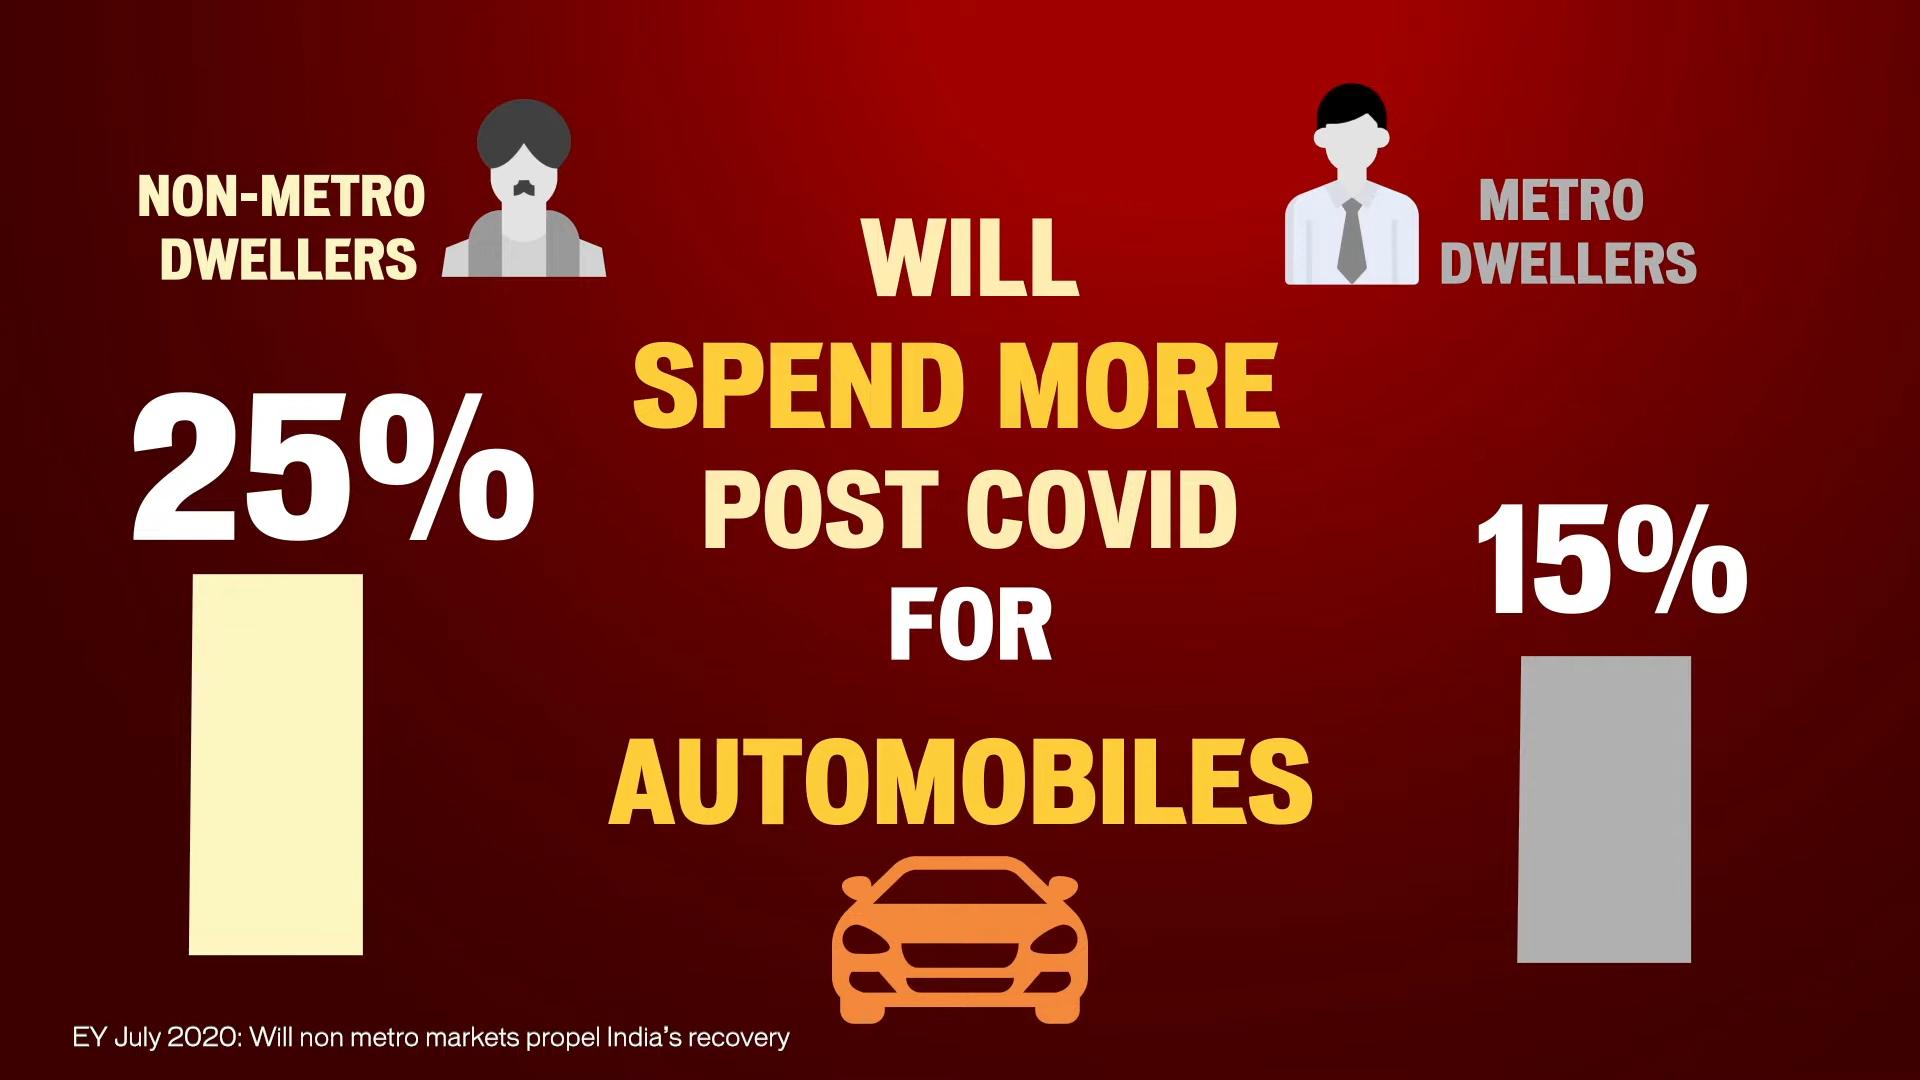 NON-METRO
DWELLERS
25%
WILL
SPEND MORE
POST COVID
FOR
AUTOMOBILES
METRO
DWELLERS
15%
EY July 2020: Will non metro markets propel India's recovery